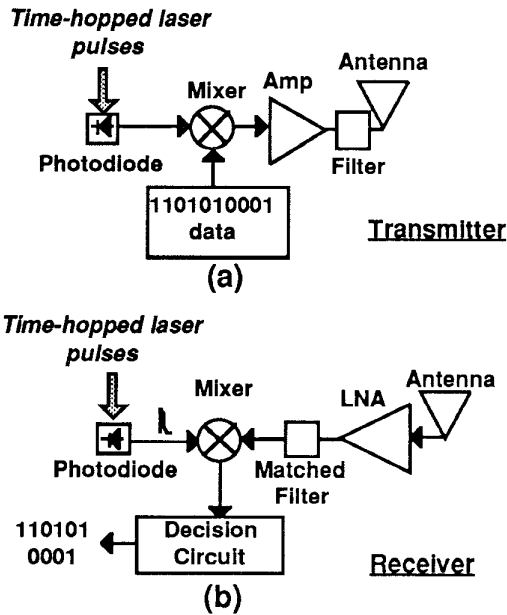 Time-hopped laser
pulses
Mixer
Amp
Antenna
Photodiode
Filter
1101010001
data
Transmitter
(a)
Time-hopped laser
pulses
Mixer
LNA
Antenna
Photodiode
Matched
Filter
110101
0001
Decision
Circuit
Receiver
(b)